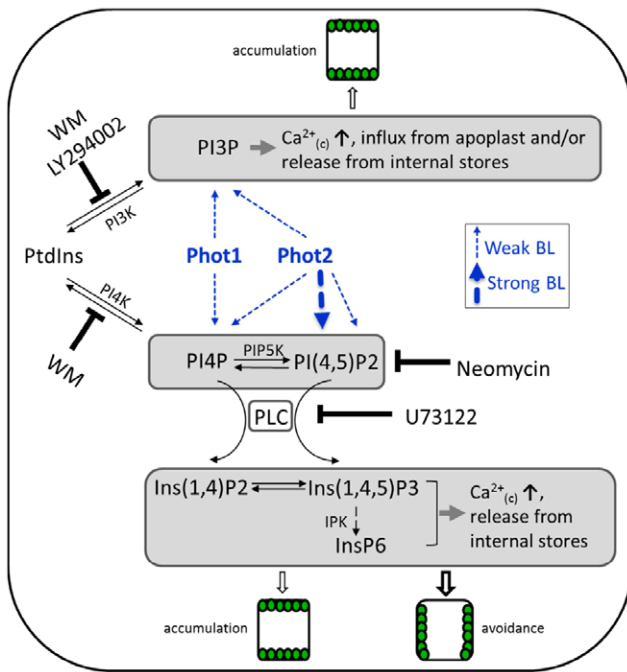 accumulation
WM
LY294002
PI3P
Ca²⁺(c) ↑, influx from apoplast and/or
release from internal stores
PI3K
PtdIns
Phot1
Phot2
Weak BL
Strong BL
PI4K
WM
PI4P
PIP5K
PI(4,5)P2
Neomycin
PLC
U73122
Ins(1,4)P2
Ins(1,4,5)P3
IPK
InsP6
Ca²⁺(c) ↑,
release from
internal stores
accumulation
avoidance